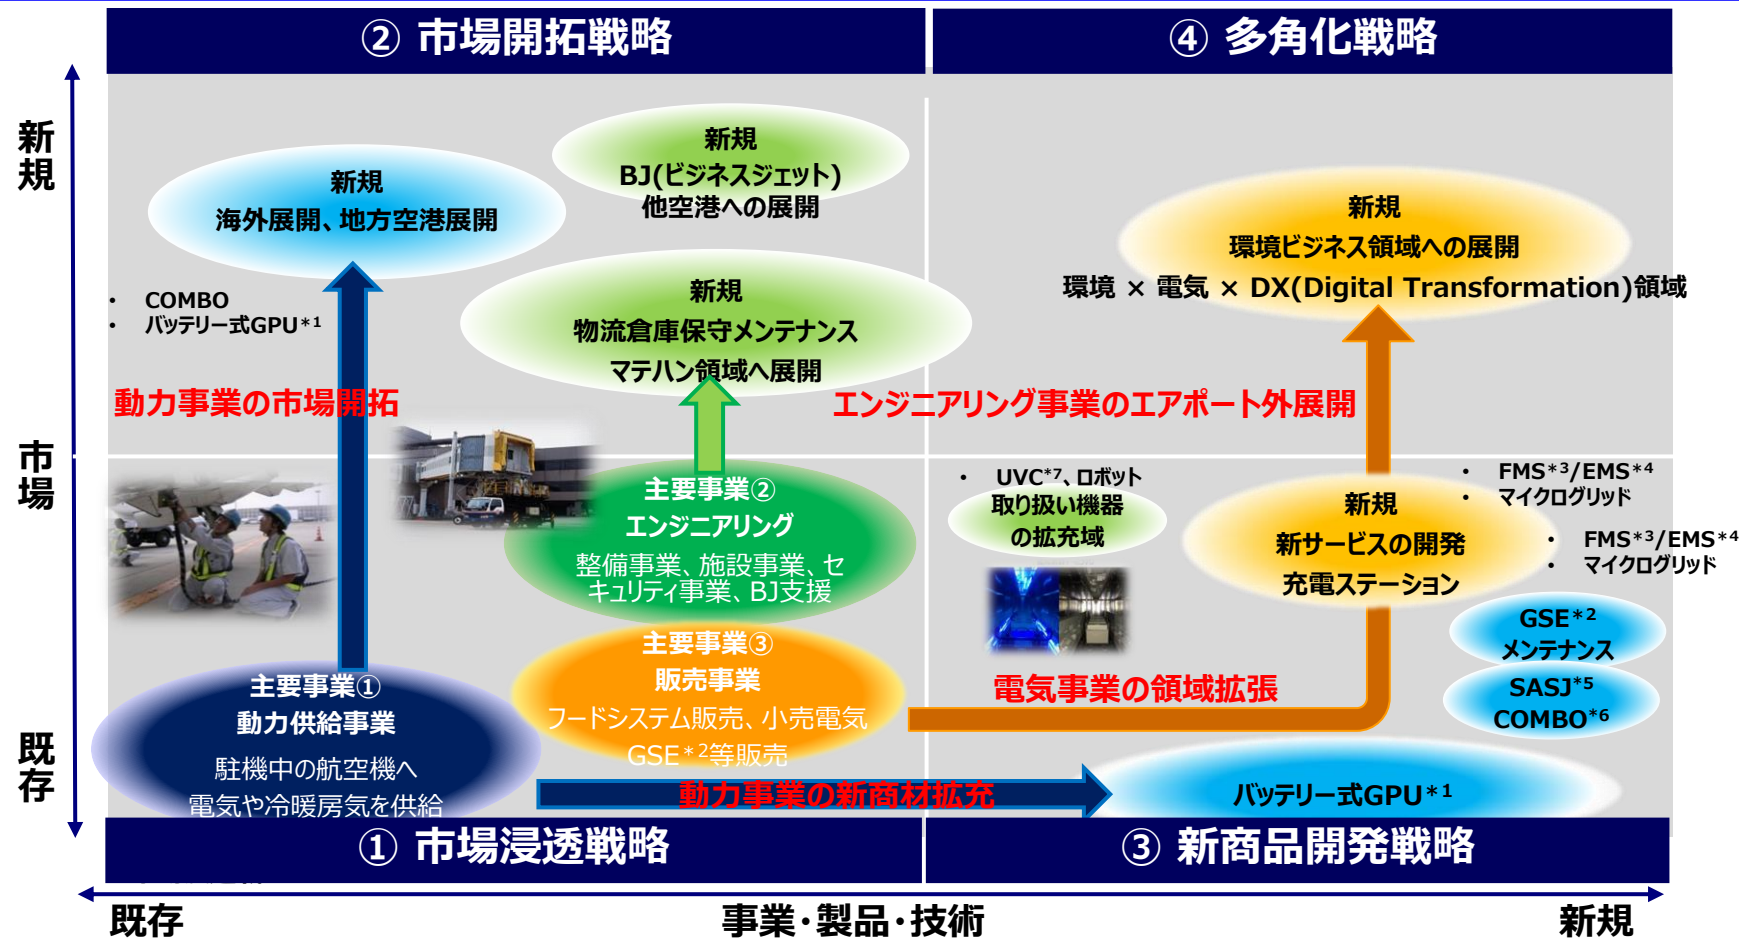 ② 市場開拓戦略
④ 多角化戦略
新規
市場
既存
新規
海外展開、地方空港展開
新規
BJ(ビジネスジェット)
他空港への展開
新規
環境ビジネス領域への展開
環境 × 電気 × DX(Digital Transformation)領域
• COMBO
• バッテリー式GPU*1
新規
物流倉庫保守メンテナンス
マテハン領域へ展開
動力事業の市場開拓
エンジニアリング事業のエアポート外展開
主要事業②
エンジニアリング
整備事業、施設事業、セ
キュリティ事業、BJ支援
• UVC*7、ロボット
取り扱い機器
の拡充域
新規
新サービスの開発
充電ステーション
• FMS*3/EMS*4
• マイクログリッド
• FMS*3/EMS*4
• マイクログリッド
GSE*2
メンテナンス
SASJ*5
COMBO*6
主要事業③
販売事業
フードシステム販売、小売電気
GSE*2等販売
電気事業の領域拡張
主要事業①
動力供給事業
駐機中の航空機へ
電気や冷暖房気を供給
動力事業の新商材拡充
バッテリー式GPU*1
① 市場浸透戦略
③ 新商品開発戦略
既存
事業・製品・技術
新規